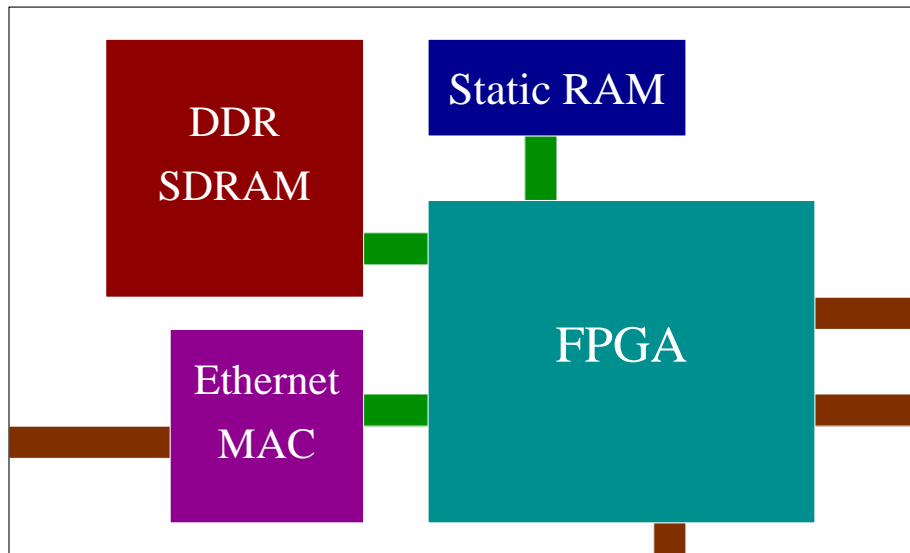 DDR
SDRAM
Static RAM
FPGA
Ethernet
MAC